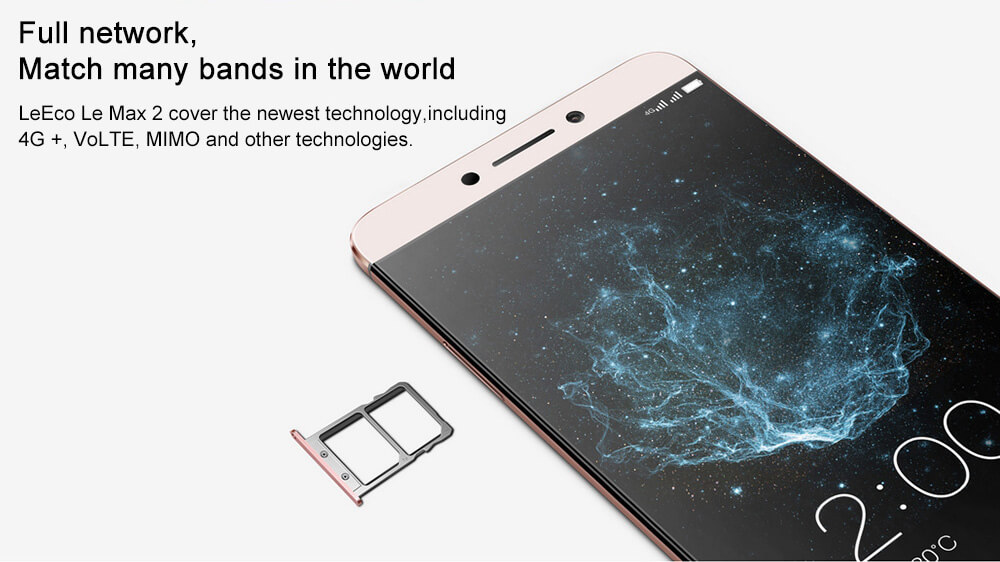 Full network,
Match many bands in the world
LeEco Le Max 2 cover the newest technology,including
4G +, VoLTE, MIMO and other technologies.
4G
2:00